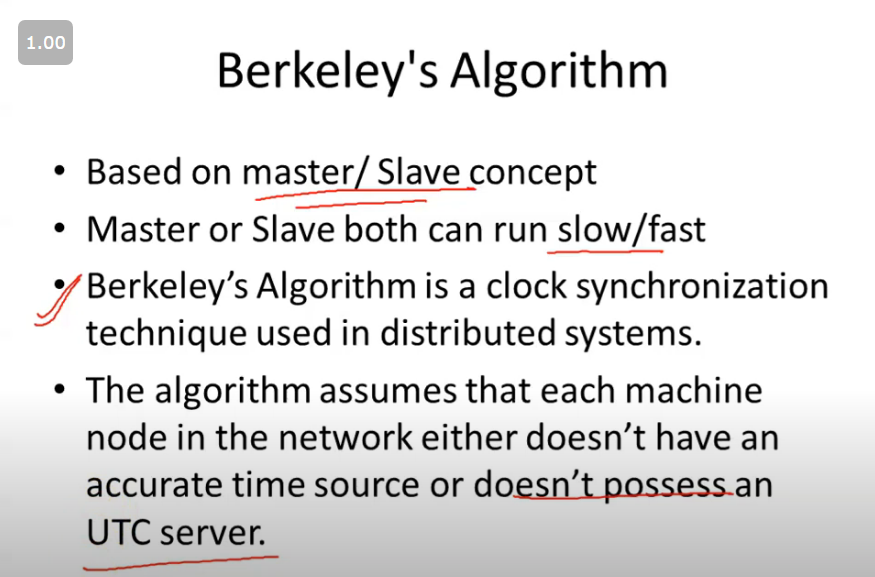 1.00
Berkeley's Algorithm
• Based on master/ Slave concept
• Master or Slave both can run slow/fast
• Berkeley’s Algorithm is a clock synchronization
technique used in distributed systems.
• The algorithm assumes that each machine
node in the network either doesn’t have an
accurate time source or doesn’t possess an
UTC server.